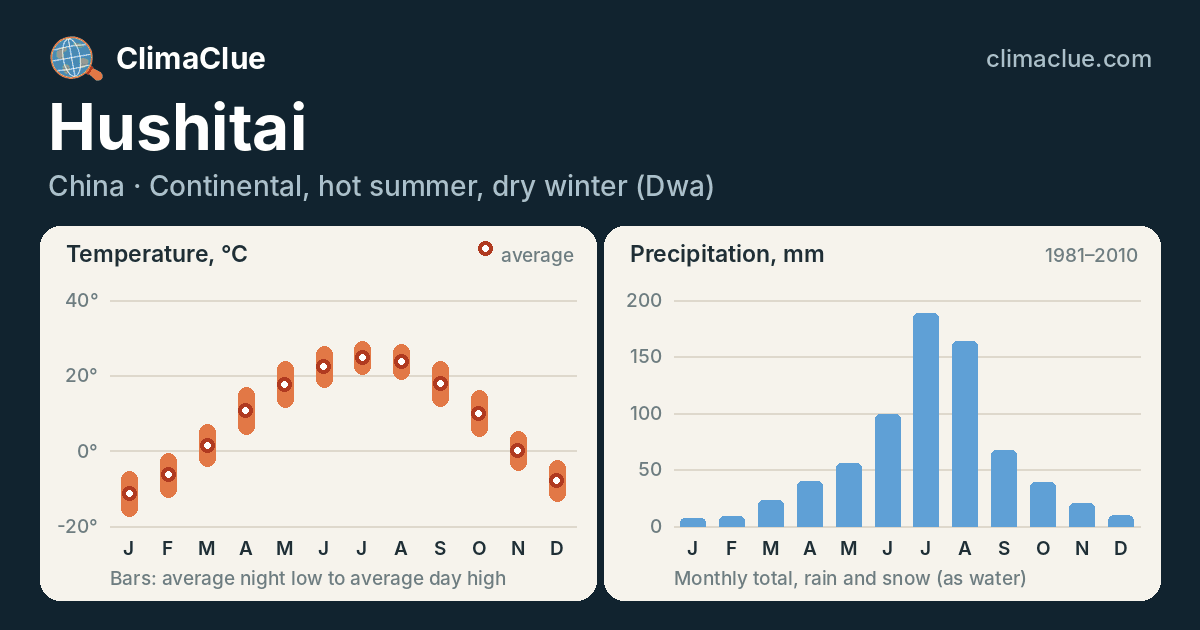 ClimaClue
climaclue.com
Hushitai
China · Continental, hot summer, dry winter (Dwa)
Temperature, °C
average
40°
20°
0°
-20°
J F M A M J J A S O N D
Bars: average night low to average day high
Precipitation, mm
1981–2010
200
150
100
50
0
J F M A M J J A S O N D
Monthly total, rain and snow (as water)